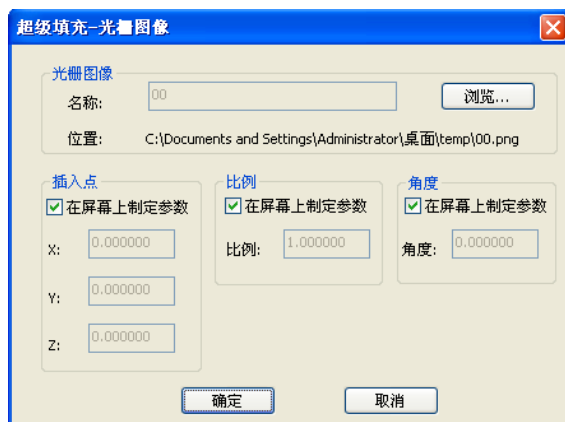 超级填充-光栅图像
光栅图像
名称: 00 浏览...
位置: C:\Documents and Settings\Administrator\桌面\temp\00.png
插入点 比例 角度
在屏幕上制定参数 在屏幕上制定参数 在屏幕上制定参数
X: 0.000000 比例: 1.000000 角度: 0.000000
Y: 0.000000
Z: 0.000000
确定 取消